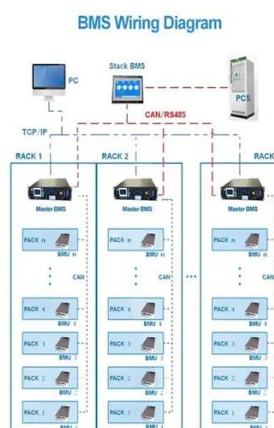 BMS Wiring Diagram
Stack BMS
PC
PCS
CAN/RS485
TCP/IP
RACK 1 RACK 2 RACK
Master BMS Master BMS Master BMS
PACK n PACK n PACK n
BMU n BMU n BMU n
CAN CAN CAN
PACK 4 PACK 4 PACK 4
BMU 4 BMU 4 BMU 4
PACK 3 PACK 3 PACK 3
BMU 3 BMU 3 BMU 3
PACK 2 PACK 2 PACK 2
BMU 2 BMU 2 BMU 2
PACK 1 PACK 1 PACK 1